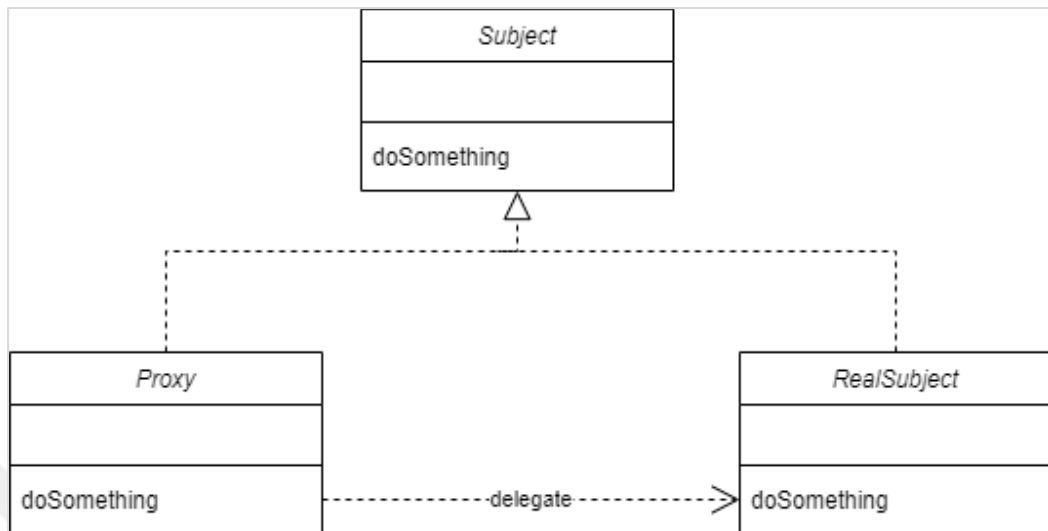 Subject
doSomething
Proxy
RealSubject
doSomething
delegate
doSomething